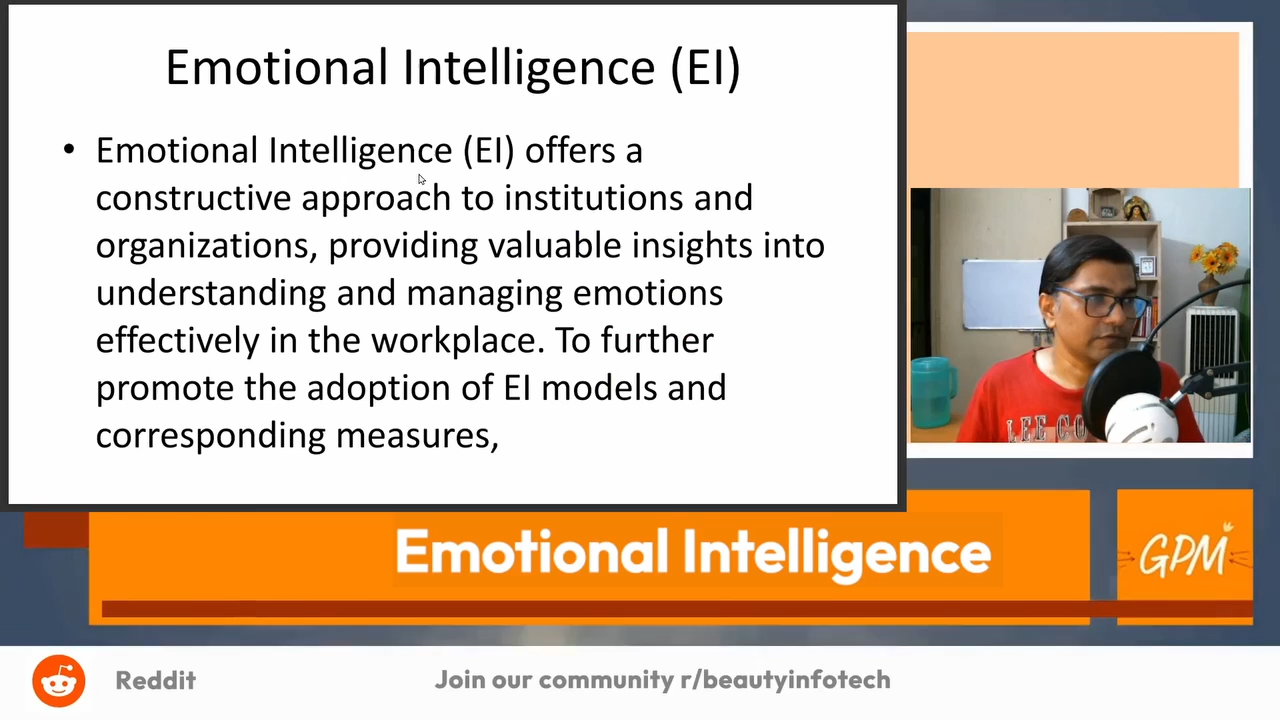 Emotional Intelligence (EI)
• Emotional Intelligence (EI) offers a
constructive approach to institutions and
organizations, providing valuable insights into
understanding and managing emotions
effectively in the workplace. To further
promote the adoption of EI models and
corresponding measures,
LEE CO
Emotional Intelligence
GPM
Reddit
Join our community r/beautyinfotech